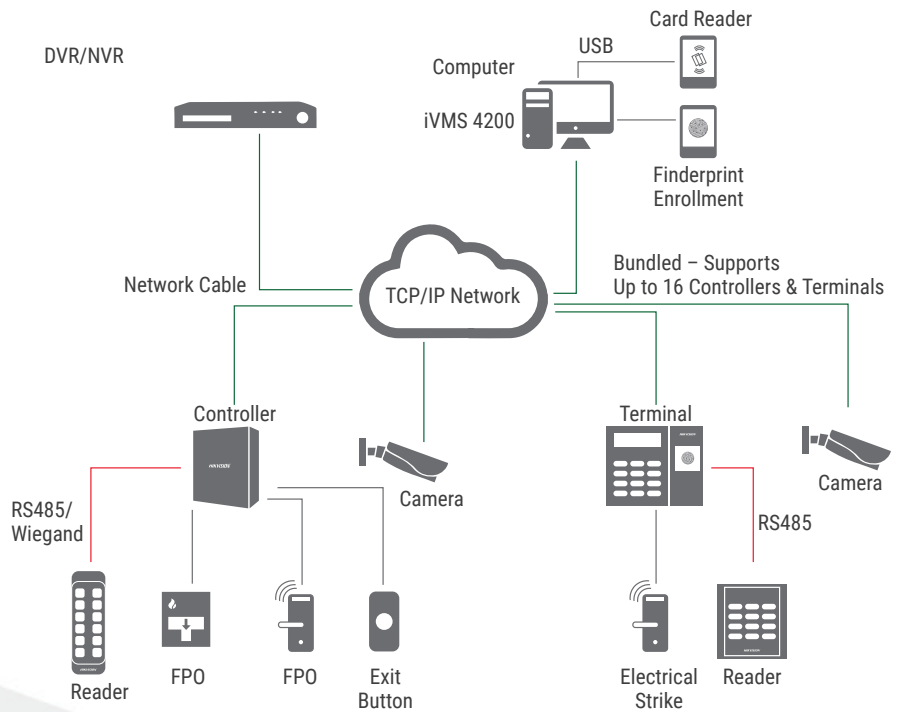 Card Reader
DVR/NVR
USB
Computer
iVMS 4200
Finderprint
Enrollment
Bundled – Supports
Up to 16 Controllers & Terminals
Network Cable
TCP/IP Network
Controller
Terminal
HIKVISION
Camera
Camera
RS485/
Wiegand
RS485
Reader
FPO
FPO
Exit
Button
Electrical
Strike
Reader